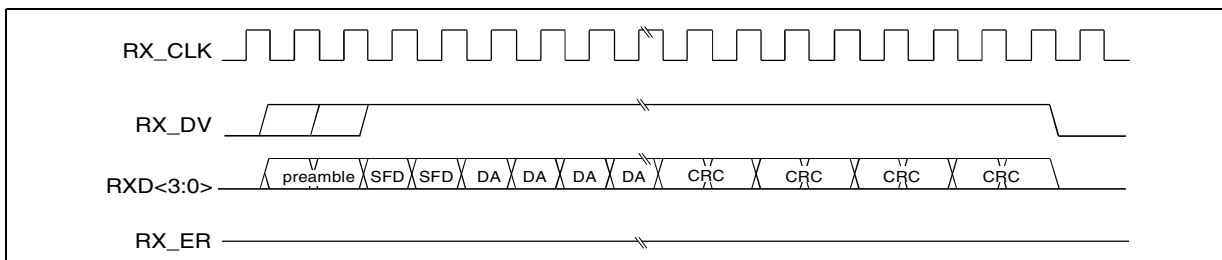 RX_CLK
RX_DV
RXD<3:0> preamble SFD SFD DA DA DA DA CRC CRC CRC CRC
RX_ER